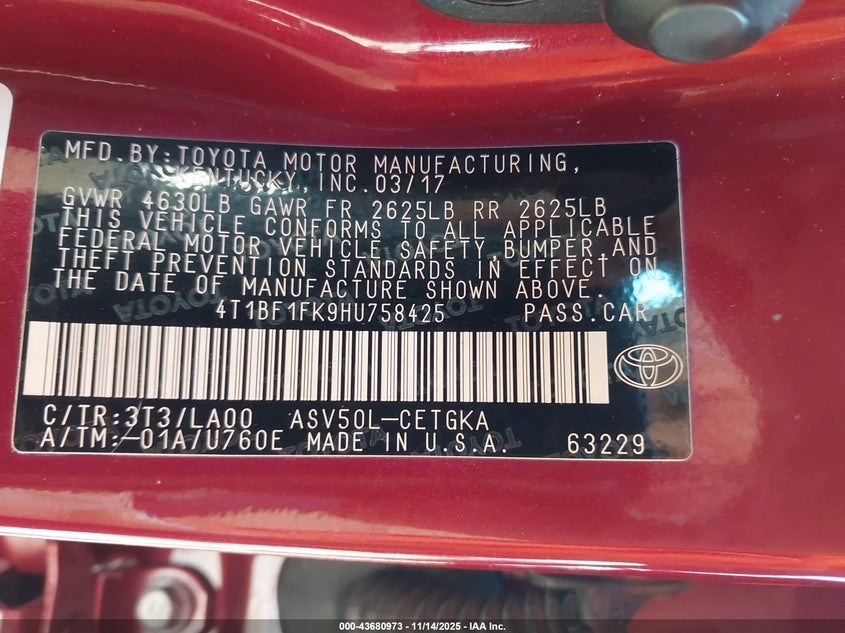 MFD. BY: TOYOTA MOTOR MANUFACTURING,
KENTUCKY, INC. 03/17
GVWR 4630LB GAWR FR 2625LB RR 2625LB
THIS VEHICLE CONFORMS TO ALL APPLICABLE
FEDERAL MOTOR VEHICLE SAFETY, BUMPER, AND
THEFT PREVENTION STANDARDS IN EFFECT ON
THE DATE OF MANUFACTURE SHOWN ABOVE.
4T1BF1FK9HU758425 PASS. CAR
C/TR: 3T3/LA00 ASV50L-CETGKA
A/TM: -01A/U760E MADE IN U.S.A. 63229
000-43680973 - 11/14/2025 - IAA Inc.